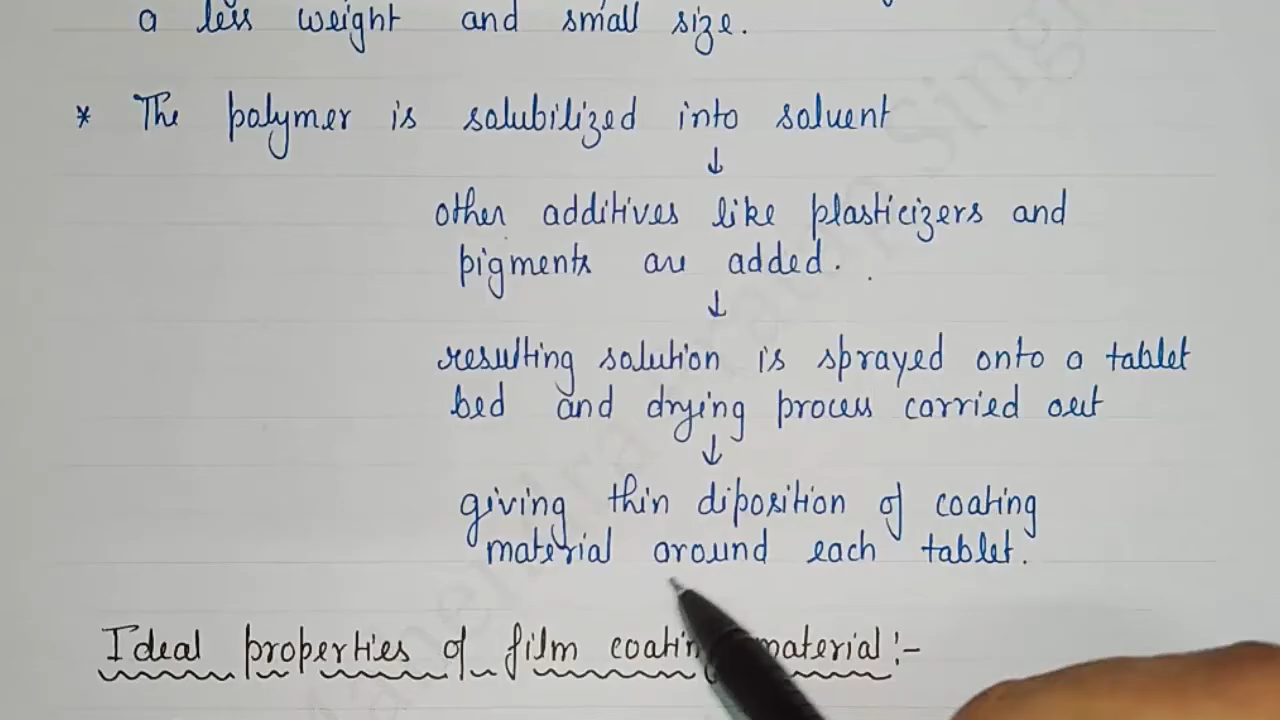 a less weight and small size.
* The polymer is solubilized into solvent
↓
other additives like plasticizers and
pigments are added.
↓
resulting solution is sprayed onto a tablet
bed and drying process carried out
↓
giving thin diposition of coating
material around each tablet.
Ideal properties of film coating material:-